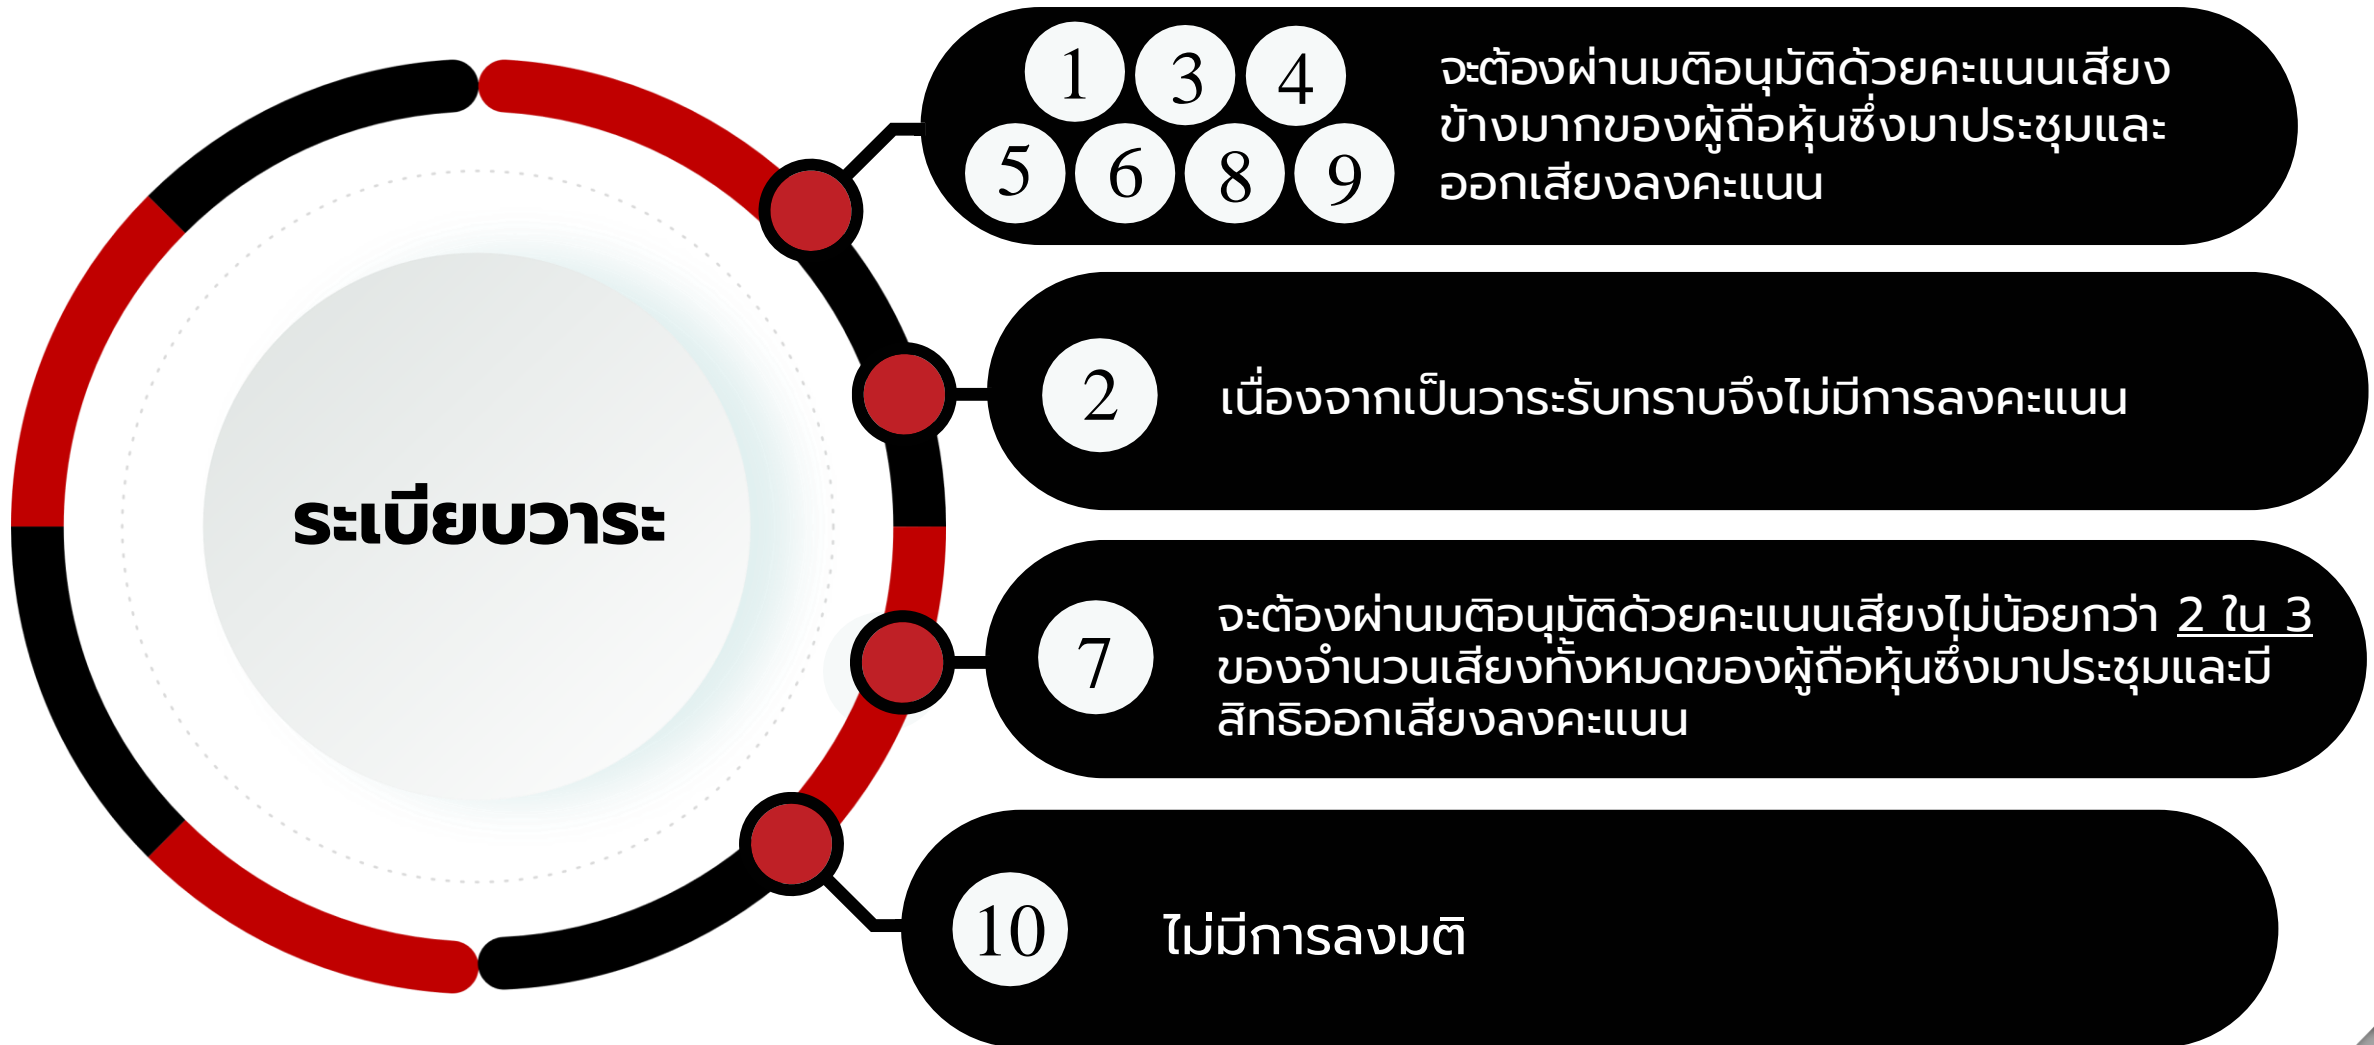 ระเบียบวาระ
1 3 4
5 6 8 9
จะต้องผ่านมติอนุมัติด้วยคะแนนเสียง
ข้างมากของผู้ถือหุ้นซึ่งมาประชุมและ
ออกเสียงลงคะแนน
2
เนื่องจากเป็นวาระรับทราบจึงไม่มีการลงคะแนน
7
จะต้องผ่านมติอนุมัติด้วยคะแนนเสียงไม่น้อยกว่า 2 ใน 3
ของจำนวนเสียงทั้งหมดของผู้ถือหุ้นซึ่งมาประชุมและมี
สิทธิออกเสียงลงคะแนน
10
ไม่มีการลงมติ